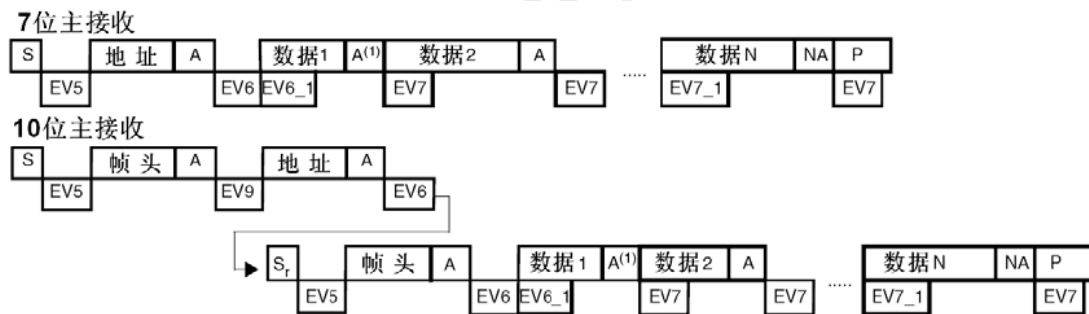 7位主接收
S 地址 A 数据1 A(1) 数据2 A ..... 数据N NA P
EV5 EV6 EV6_1 EV7 EV7 EV7_1 EV7
10位主接收
S 帧头 A 地址 A
EV5 EV9 EV6
Sr 帧头 A 数据1 A(1) 数据2 A ..... 数据N NA P
EV5 EV6 EV6_1 EV7 EV7 EV7_1 EV7